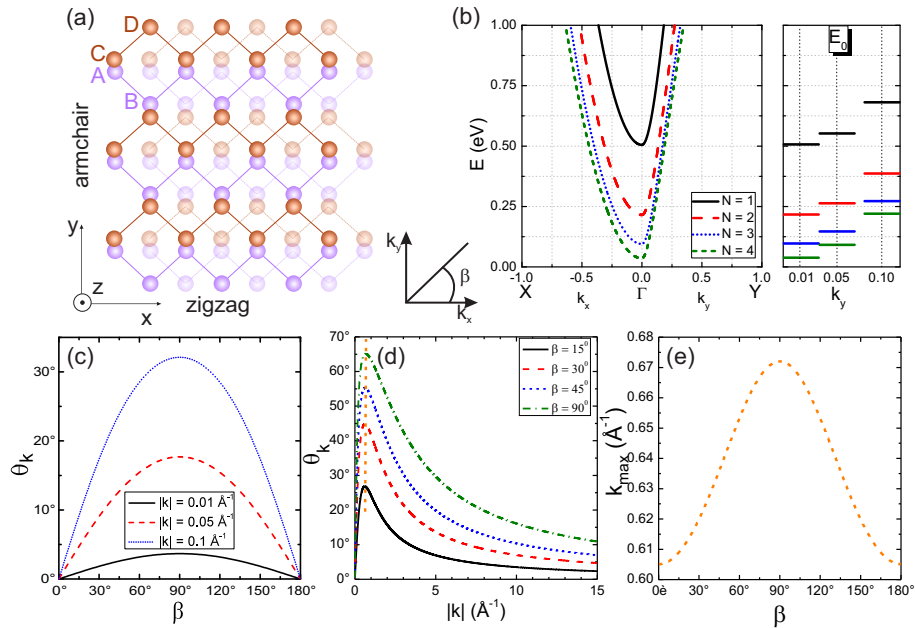 (a)
D
C
A
B
armchair
y
z
x
zigzag
k_y
β
k_x
(b)
E (eV)
1.00
0.75
0.50
0.25
0.00
N = 1
N = 2
N = 3
N = 4
-1.0 -0.5 0.0 0.5 1.0
X k_x Γ k_y Y
E_0
0.01 0.05 0.10
k_y
(c)
θ_k
30°
20°
10°
0°
|k| = 0.01 Å⁻¹
|k| = 0.05 Å⁻¹
|k| = 0.1 Å⁻¹
0° 30° 60° 90° 120° 150° 180°
β
(d)
θ_k
70°
60°
50°
40°
30°
20°
10°
0°
β = 15⁰
β = 30⁰
β = 45⁰
β = 90⁰
0 5 10 15
|k| (Å⁻¹)
(e)
k_max (Å⁻¹)
0.68
0.67
0.66
0.65
0.64
0.63
0.62
0.61
0.60
0è 30° 60° 90° 120° 150° 180°
β